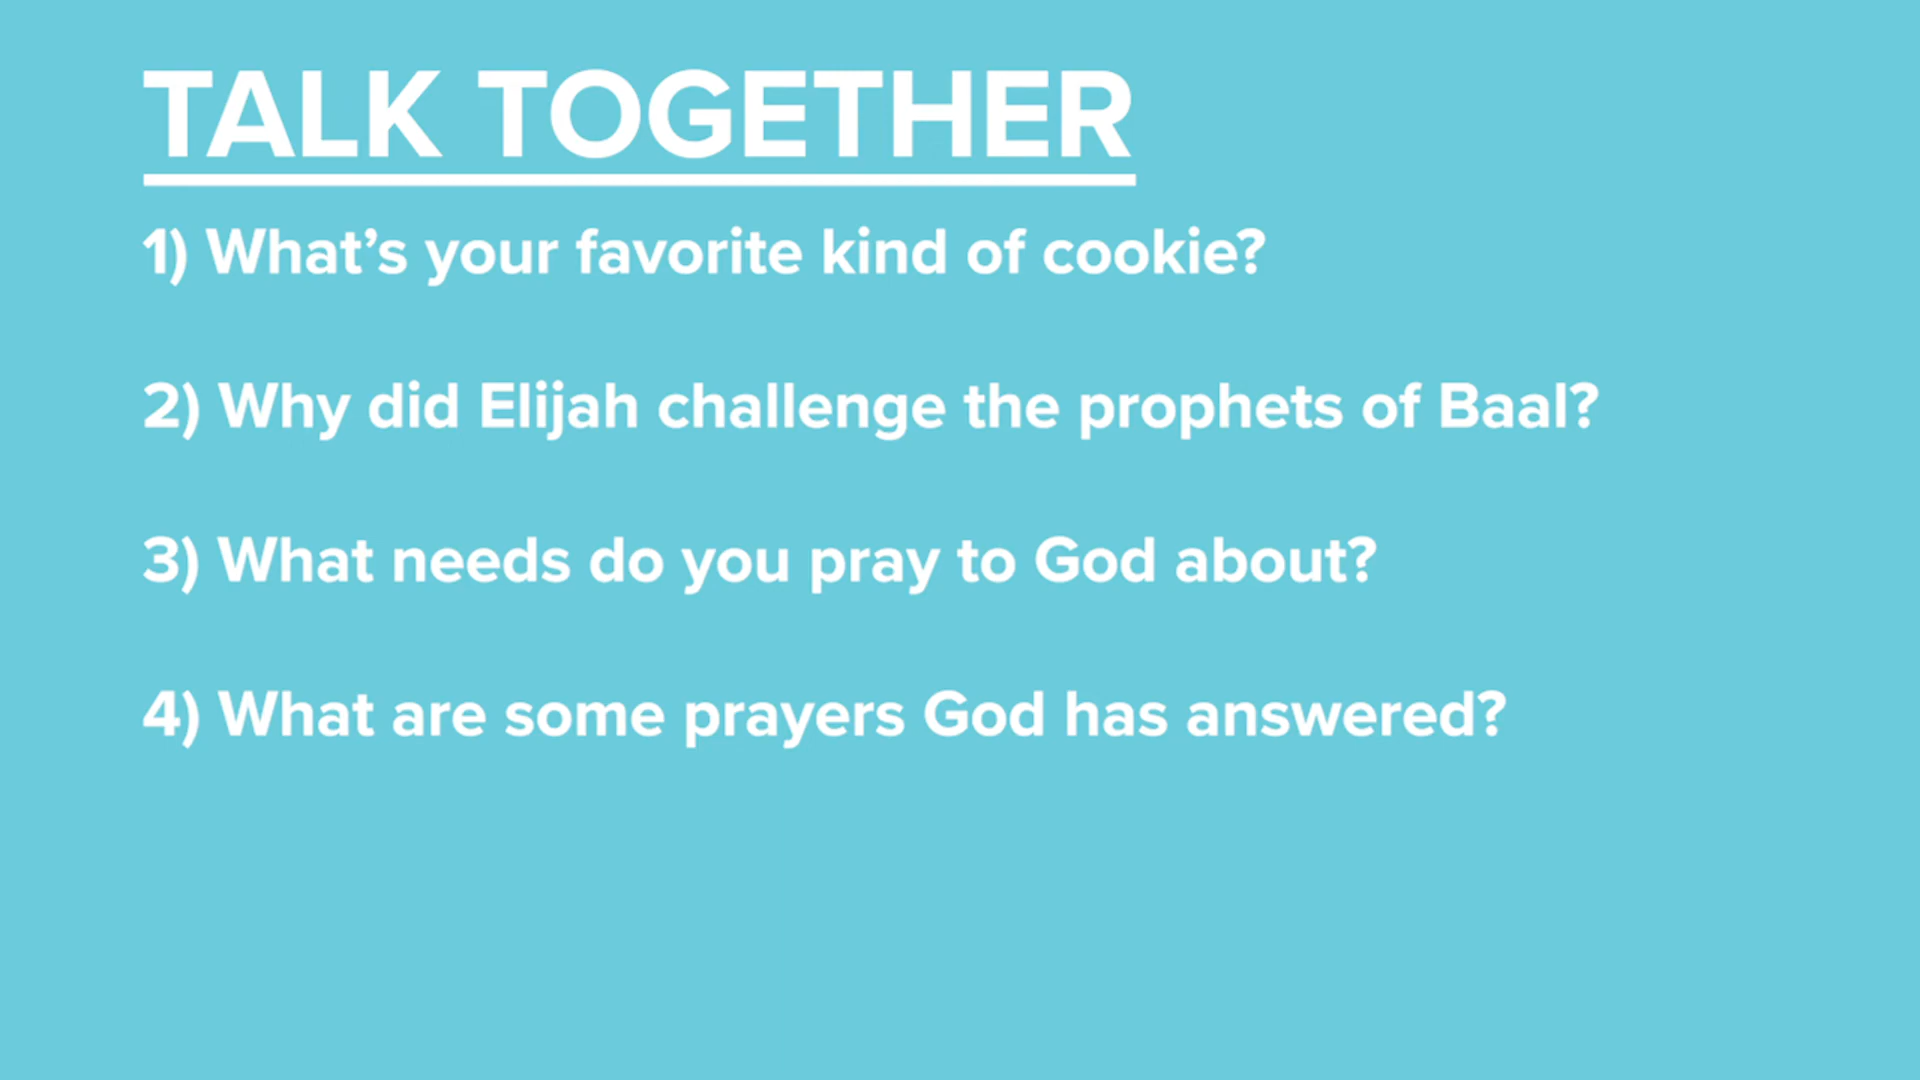 TALK TOGETHER
1) What’s your favorite kind of cookie?
2) Why did Elijah challenge the prophets of Baal?
3) What needs do you pray to God about?
4) What are some prayers God has answered?